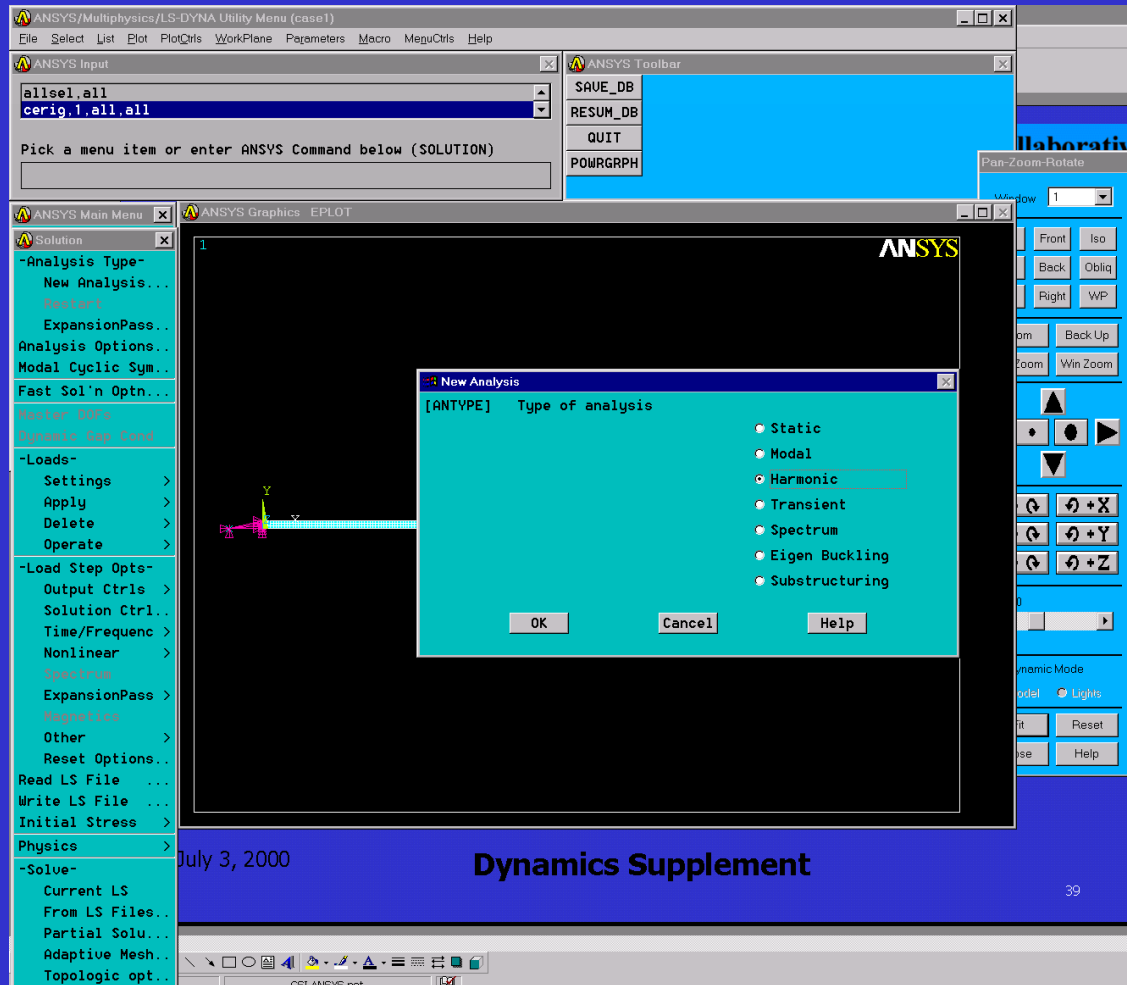 ANSYS/Multiphysics/LS-DYNA Utility Menu (case1)
File Select List Plot PlotCtrls WorkPlane Parameters Macro MenuCtrls Help
ANSYS Input
allsel,all
cerig,1,all,all
Pick a menu item or enter ANSYS Command below (SOLUTION)
ANSYS Toolbar
SAVE_DB
RESUM_DB
QUIT
POWRGRPH
Pan-Zoom-Rotate
Window 1
Front Iso
Back Obliq
Right WP
Back Up
Win Zoom
+X
+Y
+Z
Mode
Lights
Reset
Help
ANSYS Main Menu
Solution
-Analysis Type-
New Analysis...
Restart
ExpansionPass..
Analysis Options..
Modal Cyclic Sym..
Fast Sol'n Optn...
Master DOFs
Dynamic Gap Cond
-Loads-
Settings >
Apply >
Delete >
Operate >
-Load Step Opts-
Output Ctrls >
Solution Ctrl..
Time/Frequenc >
Nonlinear >
Spectrum
ExpansionPass >
Magnetics
Other >
Reset Options..
Read LS File ...
Write LS File ...
Initial Stress >
Physics >
-Solve-
Current LS
From LS Files..
Partial Solu...
Adaptive Mesh..
Topologic opt..
ANSYS Graphics EPLOT
1
ANSYS
Y
New Analysis
[ANTYPE] Type of analysis
Static
Modal
Harmonic
Transient
Spectrum
Eigen Buckling
Substructuring
OK Cancel Help
July 3, 2000
Dynamics Supplement
39